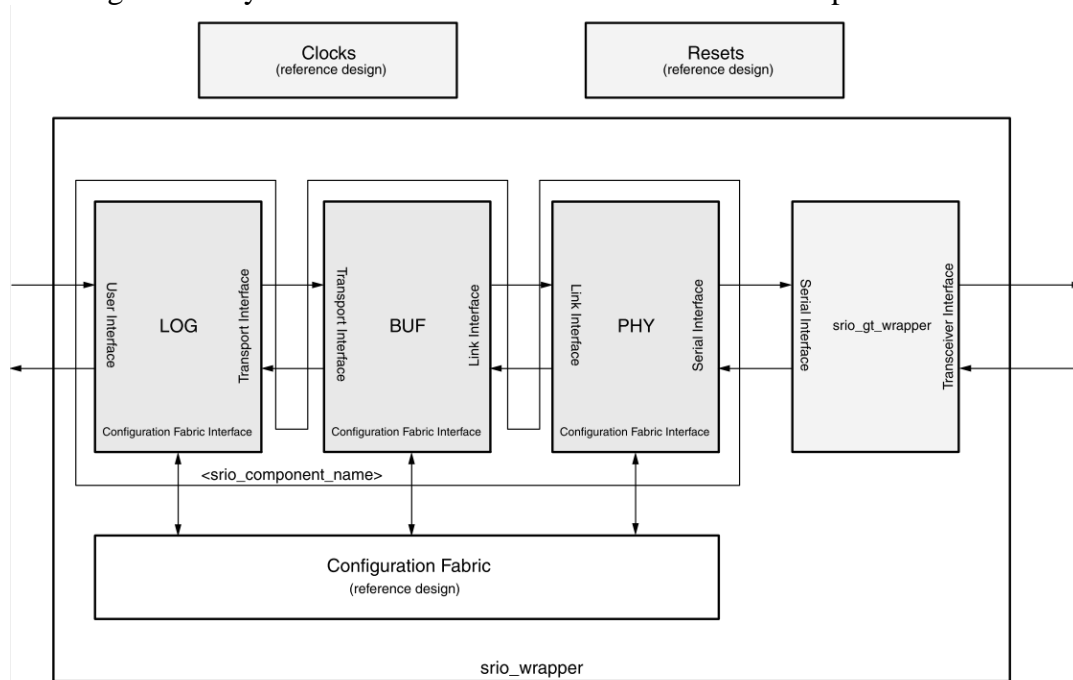 Clocks
(reference design)
Resets
(reference design)
User Interface
LOG
Transport Interface
Configuration Fabric Interface
Transport Interface
BUF
Link Interface
Configuration Fabric Interface
Link Interface
PHY
Serial Interface
Configuration Fabric Interface
Serial Interface
srio_gt_wrapper
Transceiver Interface
<srio_component_name>
Configuration Fabric
(reference design)
srio_wrapper